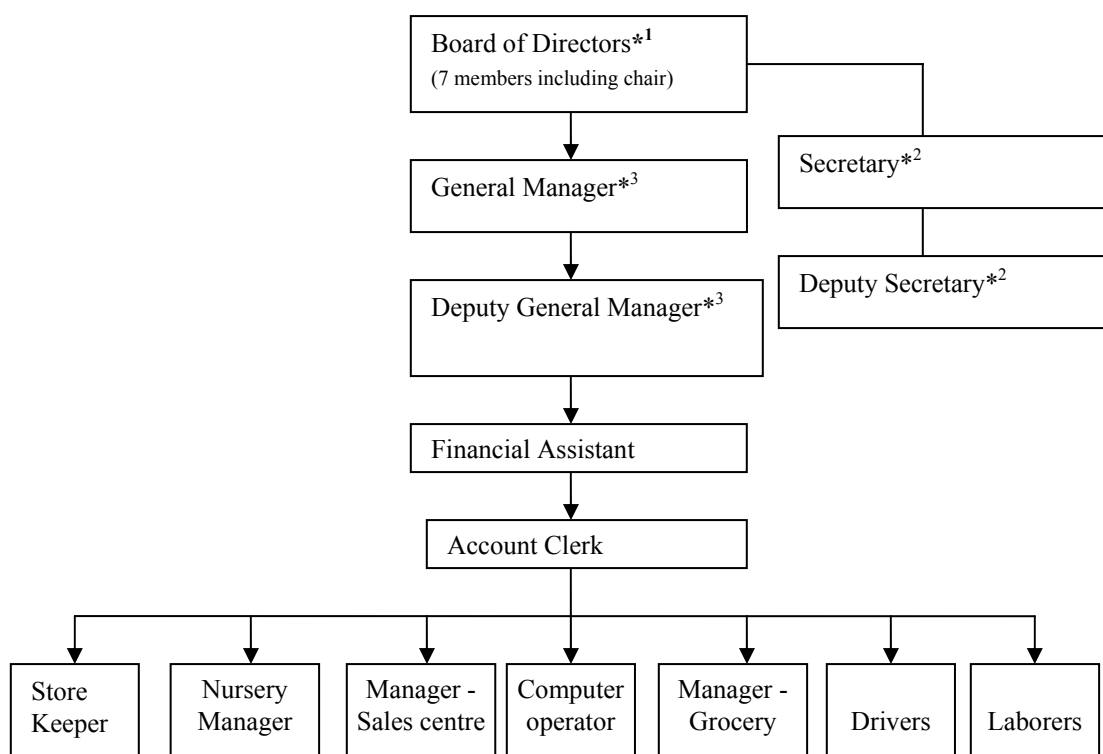 Board of Directors*1
(7 members including chair)
Secretary*2
General Manager*3
Deputy Secretary*2
Deputy General Manager*3
Financial Assistant
Account Clerk
Store
Keeper
Nursery
Manager
Manager -
Sales centre
Computer
operator
Manager -
Grocery
Drivers
Laborers